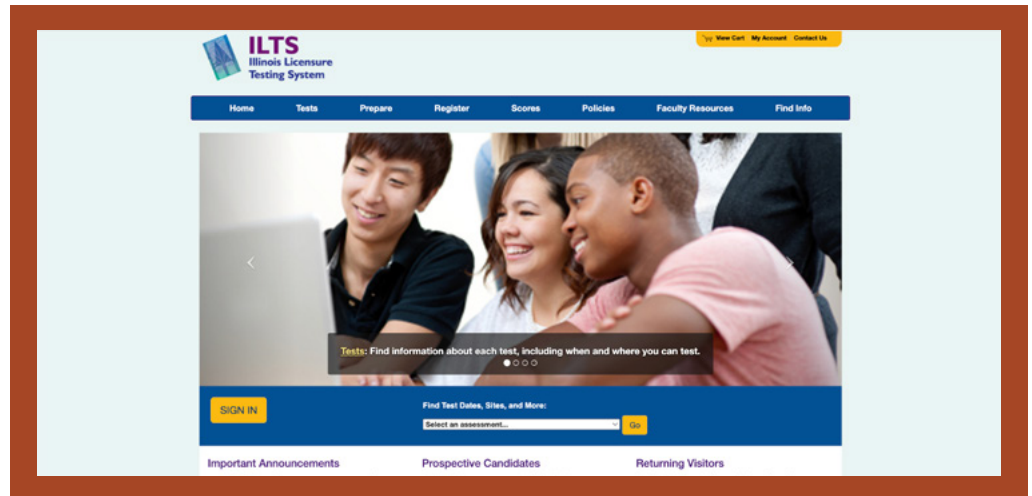 ILTS
Illinois Licensure
Testing System
View Cart My Account Contact Us
Home Tests Prepare Register Scores Policies Faculty Resources Find Info
Tests: Find information about each test, including when and where you can test.
SIGN IN
Find Test Dates, Sites, and More:
Select an assessment... Go
Important Announcements Prospective Candidates Returning Visitors